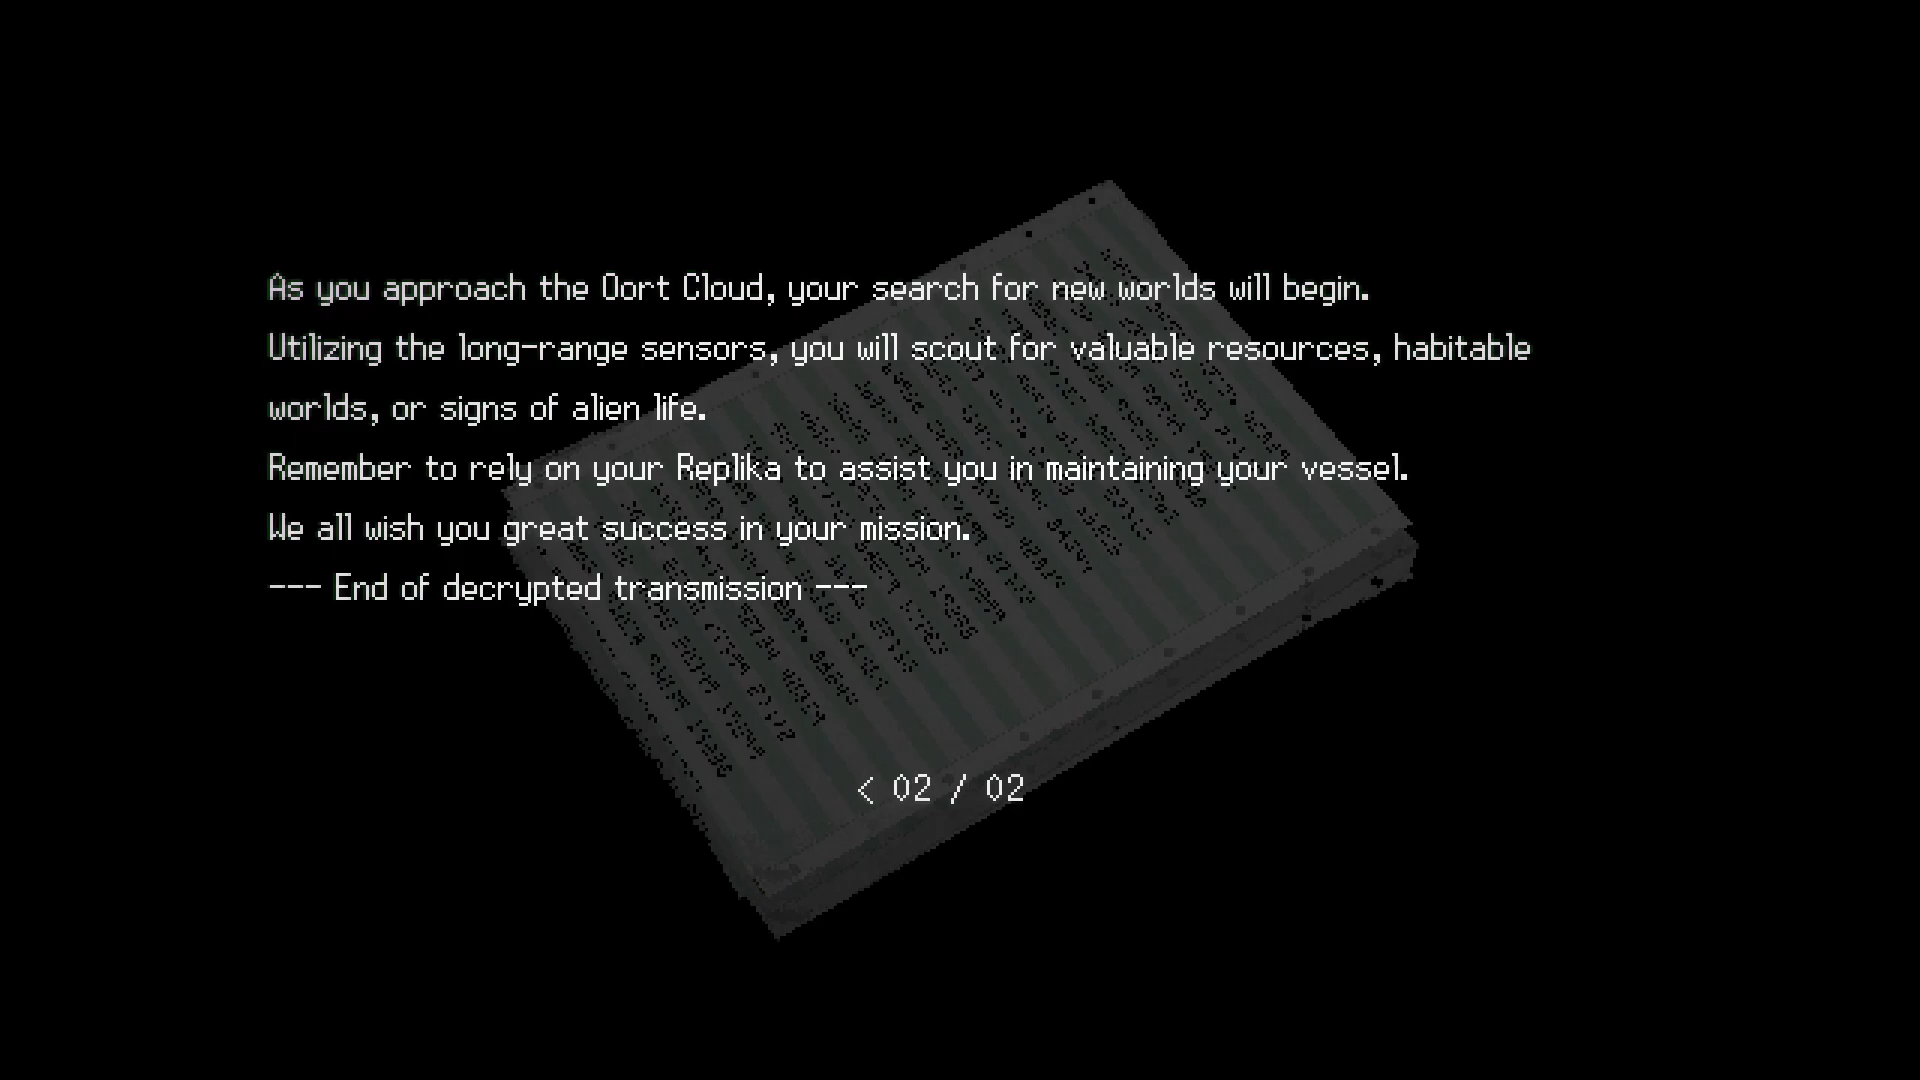 As you approach the Oort Cloud, your search for new worlds will begin.
Utilizing the long-range sensors, you will scout for valuable resources, habitable
worlds, or signs of alien life.
Remember to rely on your Replika to assist you in maintaining your vessel.
We all wish you great success in your mission.
--- End of decrypted transmission ---
< 02 / 02